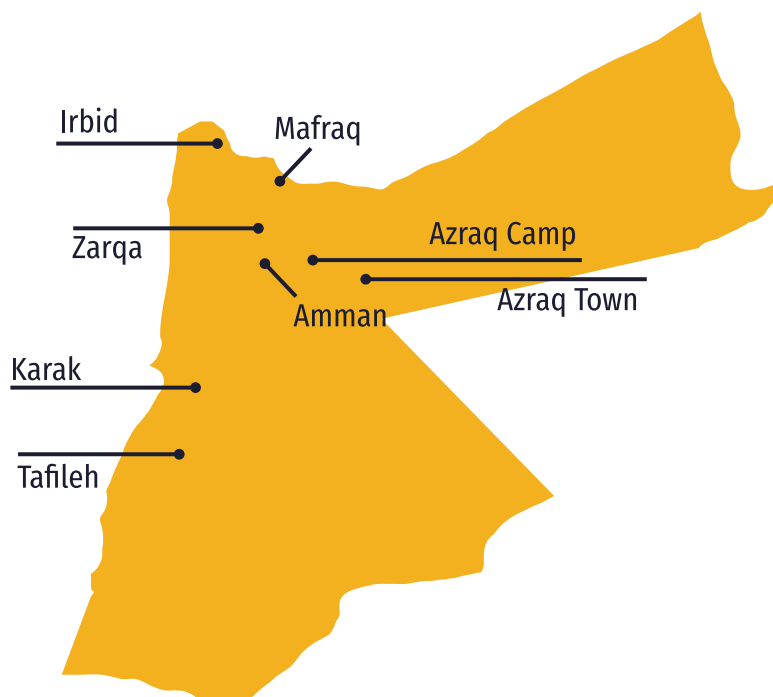 Irbid
Mafraq
Zarqa
Azraq Camp
Azraq Town
Amman
Karak
Tafileh